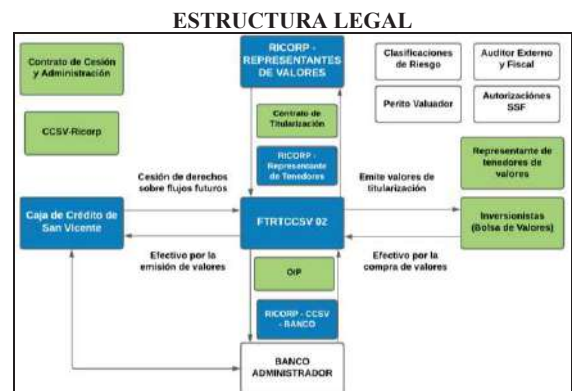 ESTRUCTURA LEGAL
Contrato de Cesión
y Administración
CCSV-Ricorp
RICORP -
REPRESENTANTES
DE VALORES
Clasificaciones
de Riesgo
Auditor Externo
y Fiscal
Perito Valuador
Autorizaciónes
SSF
Contrato de
Titularización
RICORP -
Representante
de Tenedores
Representante de
tenedores de
valores
Cesión de derechos
sobre flujos futuros
Emite valores de
titularización
Caja de Crédito de
San Vicente
FTRTCCSV 02
Inversionistas
(Bolsa de Valores)
Efectivo por la
emisión de valores
Efectivo por la
compra de valores
OIP
RICORP - CCSV
- BANCO
BANCO
ADMINISTRADOR